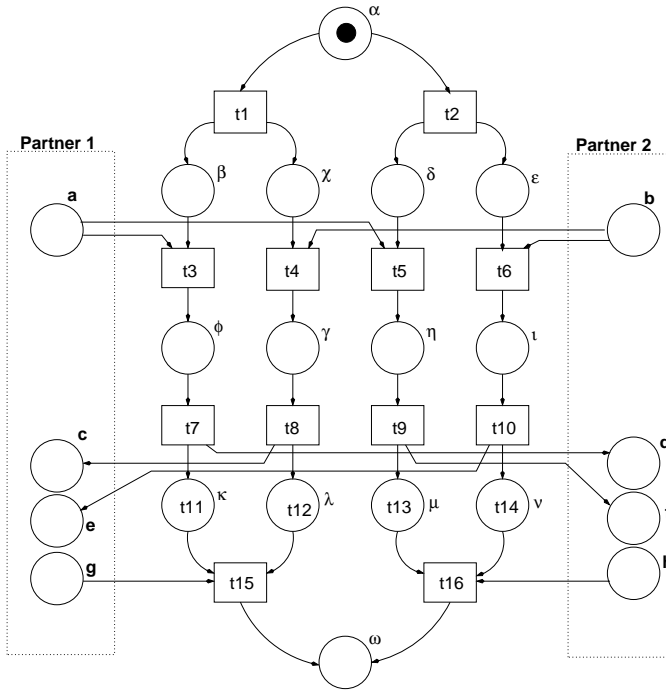 α
t1 t2
Partner 1 Partner 2
β χ δ ε
a b
t3 t4 t5 t6
ϕ γ η ι
t7 t8 t9 t10
c
t11 κ t12 λ t13 μ t14 ν
e
g t15 t16
ω